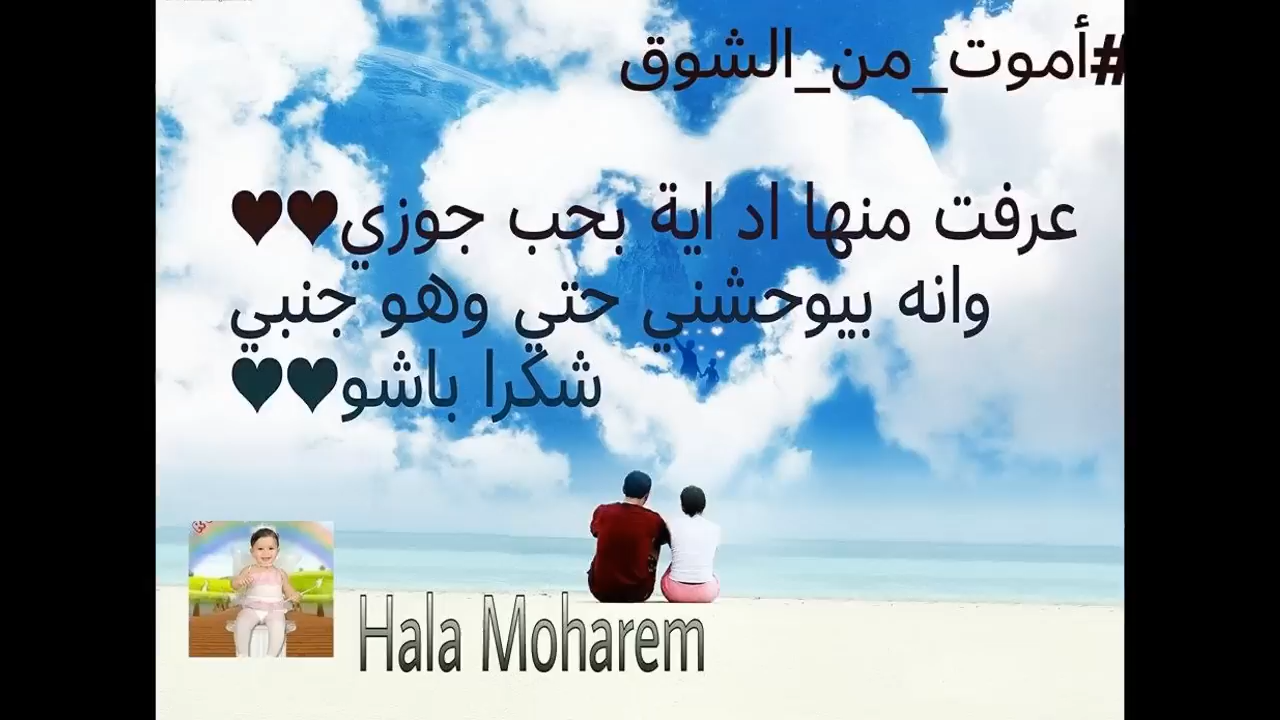 #أموت_من_الشوق
عرفت منها اد اية بحب جوزي♥♥
وانه بيوحشني حتي وهو جنبي
شكرا باشو♥♥
Hala Moharem